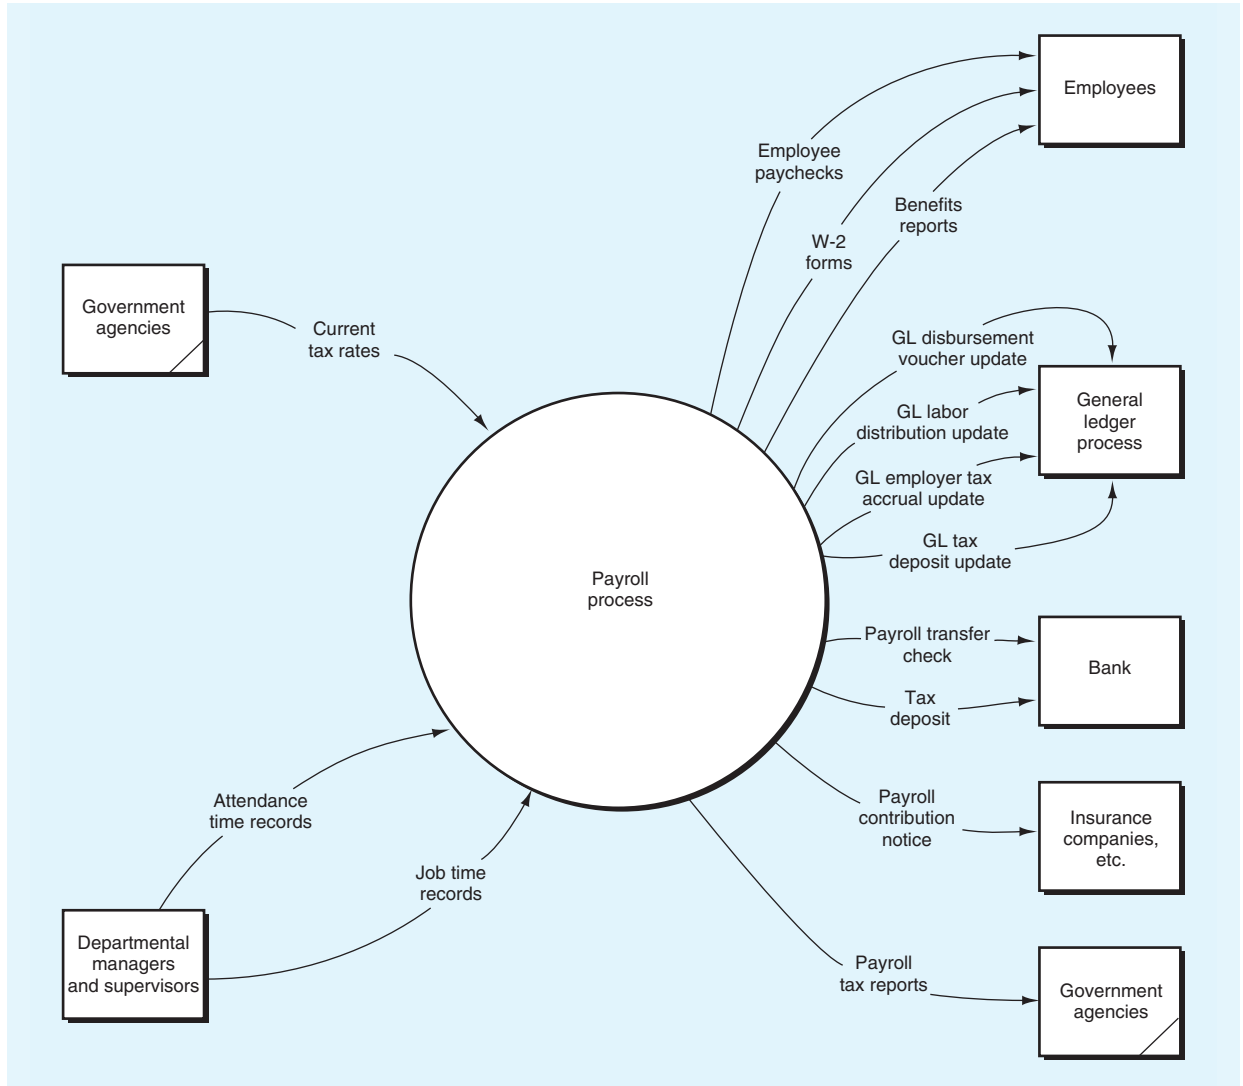 Employees
Employee
paychecks
Benefits
reports
W-2
forms
Government
agencies
Current
tax rates
GL disbursement
voucher update
General
ledger
process
GL labor
distribution update
GL employer tax
accrual update
GL tax
deposit update
Payroll
process
Payroll transfer
check
Bank
Tax
deposit
Attendance
time records
Payroll
contribution
notice
Insurance
companies,
etc.
Job time
records
Departmental
managers
and supervisors
Payroll
tax reports
Government
agencies